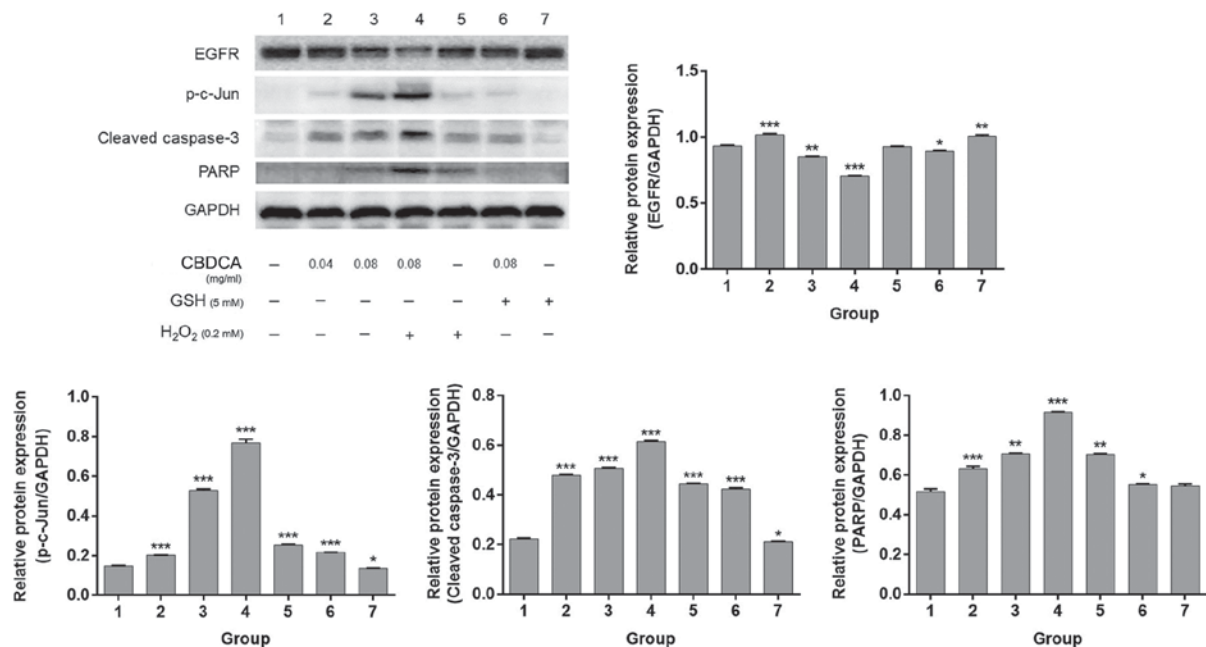 1 2 3 4 5 6 7
EGFR
p-c-Jun
Cleaved caspase-3
PARP
GAPDH
CBDCA (mg/ml) – 0.04 0.08 0.08 – 0.08 –
GSH (5 mM) – – – – – + +
H₂O₂ (0.2 mM) – – – + + – –
Relative protein expression
(EGFR/GAPDH)
1.5
1.0
0.5
0.0
*** ** *** * **
1 2 3 4 5 6 7
Group
Relative protein expression
(p-c-Jun/GAPDH)
1.0
0.8
0.6
0.4
0.2
0.0
*** *** *** *** *** *
1 2 3 4 5 6 7
Group
Relative protein expression
(Cleaved caspase-3/GAPDH)
0.8
0.6
0.4
0.2
0.0
*** *** *** *** *** *
1 2 3 4 5 6 7
Group
Relative protein expression
(PARP/GAPDH)
1.0
0.8
0.6
0.4
0.2
0.0
*** ** *** ** *
1 2 3 4 5 6 7
Group